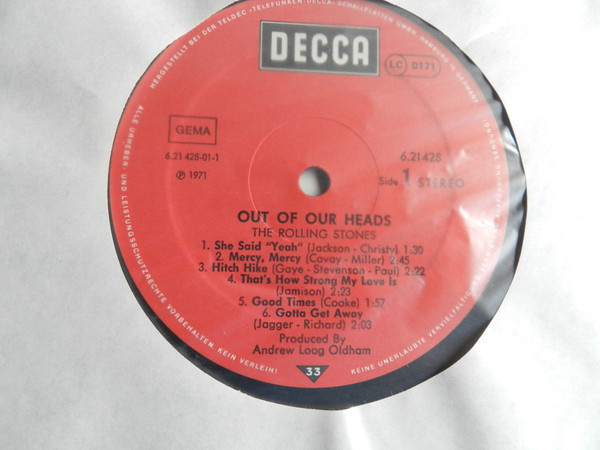 HERGESTELLT BEI DER TELDEC »TELEFUNKEN-DECCA« SCHALLPLATTEN GMBH, HAMBURG
DECCA
LC 0171
GEMA
6.21 428-01-1
℗ 1971
6.21 428
Side 1 STEREO
OUT OF OUR HEADS
THE ROLLING STONES
1. She Said "Yeah" (Jackson - Christy) 1:30
2. Mercy, Mercy (Covay - Miller) 2:45
3. Hitch Hike (Gaye - Stevenson - Paul) 2:22
4. That's How Strong My Love Is
(Jamison) 2:23
5. Good Times (Cooke) 1:57
6. Gotta Get Away
(Jagger - Richard) 2:03
Produced By
Andrew Loog Oldham
33
ALLE URHEBER- UND LEISTUNGSSCHUTZRECHTE VORBEHALTEN. KEIN VERLEIH!
KEINE UNERLAUBTE VERVIELFÄLTIGUNG